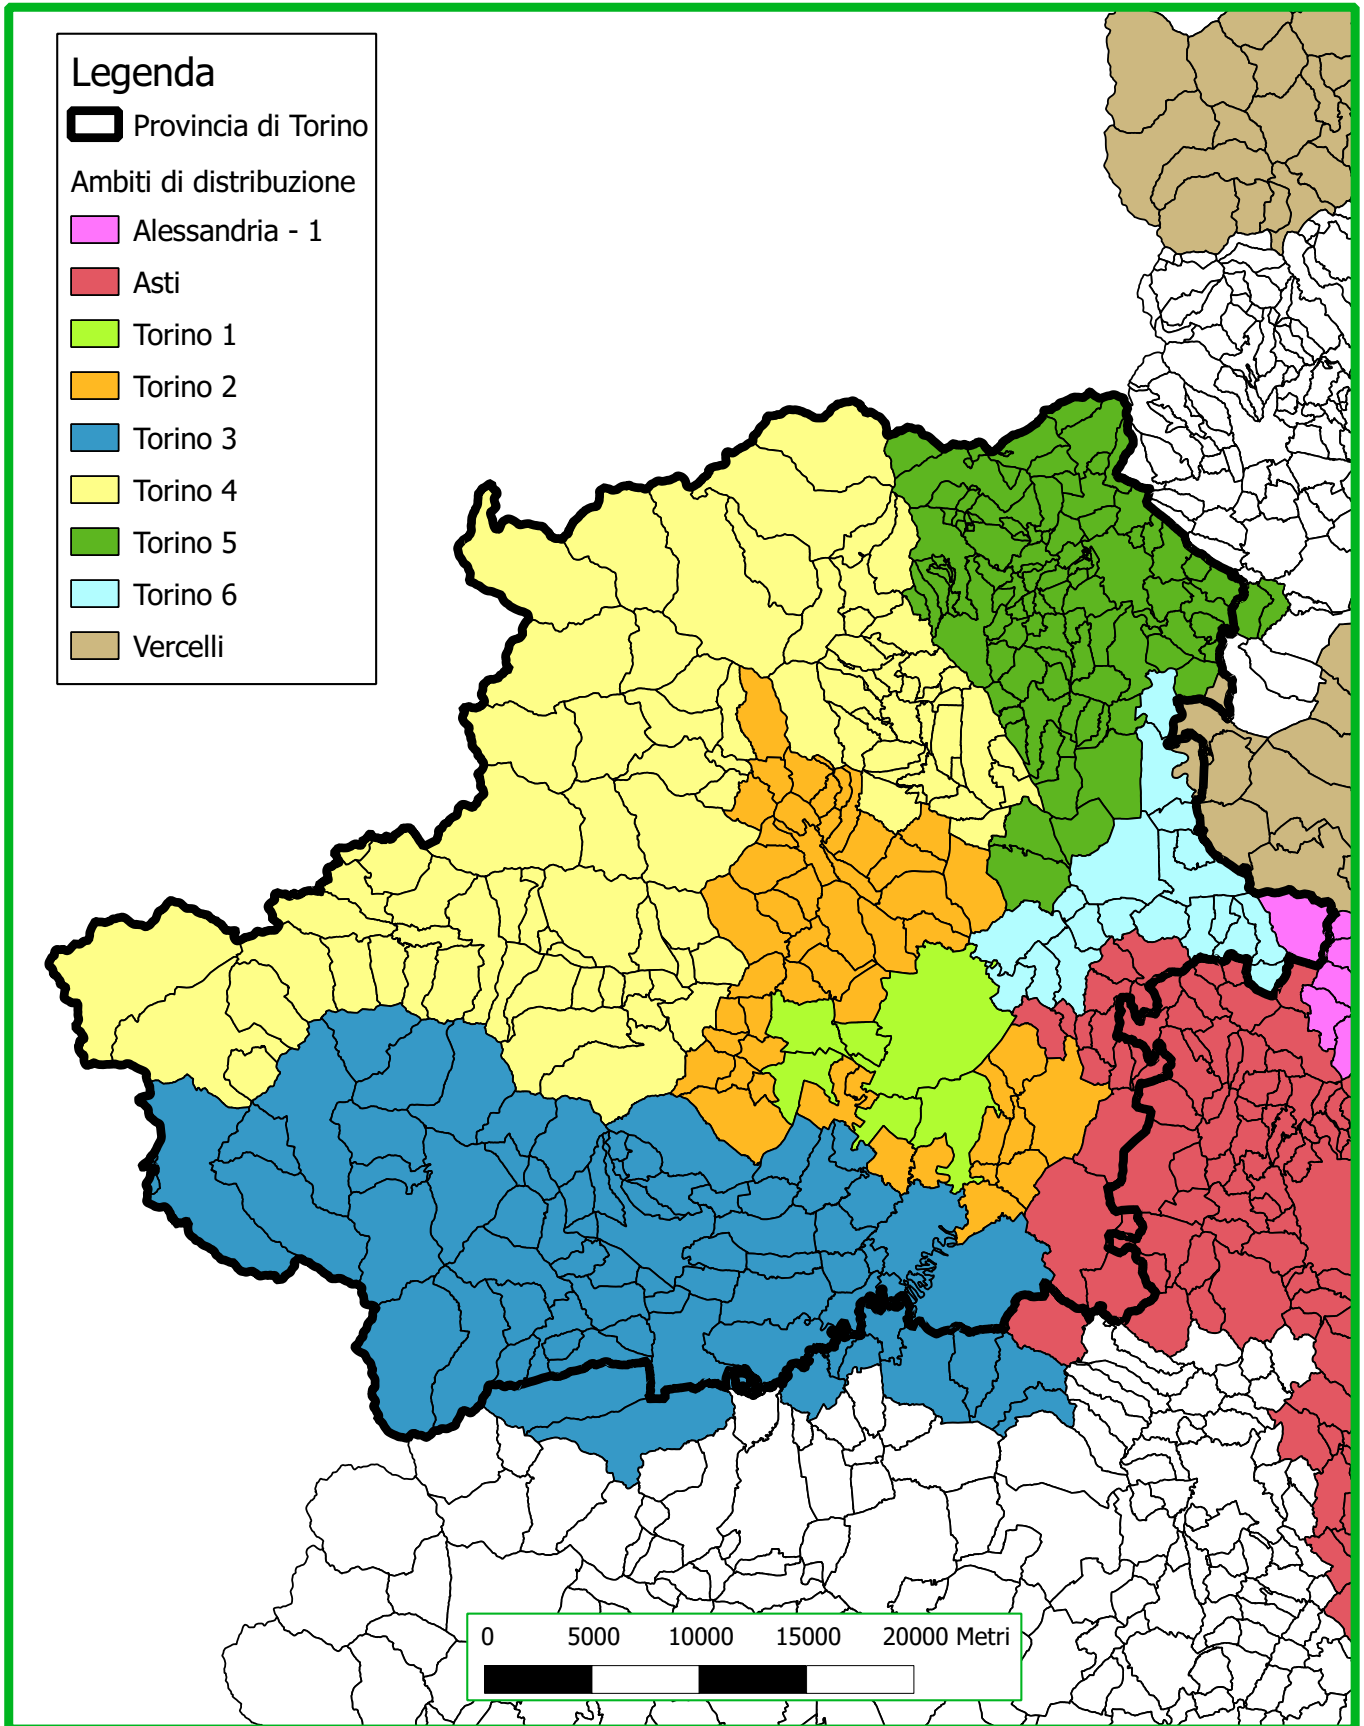 Legenda
Provincia di Torino
Ambiti di distribuzione
Alessandria - 1
Asti
Torino 1
Torino 2
Torino 3
Torino 4
Torino 5
Torino 6
Vercelli
0 5000 10000 15000 20000 Metri